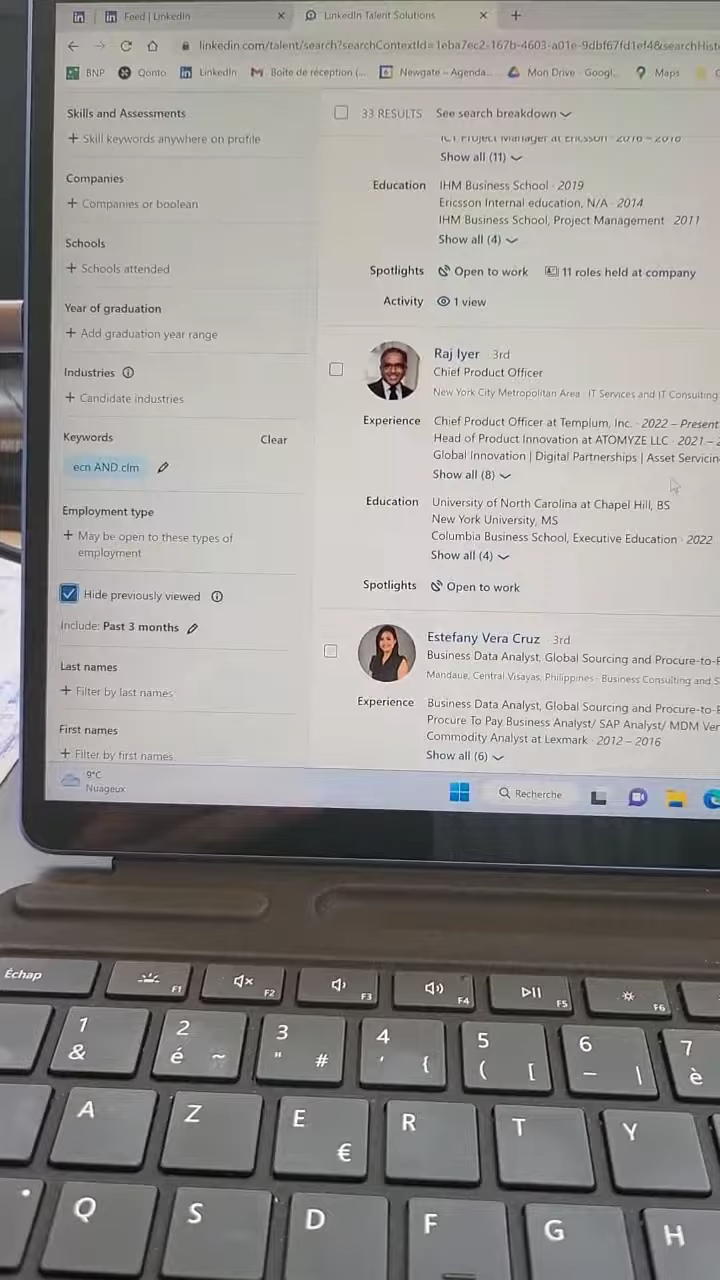 Feed | LinkedIn
LinkedIn Talent Solutions
linkedin.com/talent/search?searchContextId=1eba7ec2-167b-4603-a01e-9dbf67fd1ef4&searchHist
BNP
Qonto
LinkedIn
Boîte de réception (...
Newgate – Agenda...
Mon Drive - Googl...
Maps
Skills and Assessments
+ Skill keywords anywhere on profile
Companies
+ Companies or boolean
Schools
+ Schools attended
Year of graduation
+ Add graduation year range
Industries
+ Candidate industries
Keywords
Clear
ecn AND clm
Employment type
+ May be open to these types of
employment
Hide previously viewed
Include: Past 3 months
Last names
+ Filter by last names
First names
+ Filter by first names
33 RESULTS See search breakdown
ICT Project Manager at Ericsson · 2016 – 2018
Show all (11)
Education IHM Business School · 2019
Ericsson Internal education, N/A · 2014
IHM Business School, Project Management · 2011
Show all (4)
Spotlights Open to work 11 roles held at company
Activity 1 view
Raj Iyer · 3rd
Chief Product Officer
New York City Metropolitan Area · IT Services and IT Consulting
Experience Chief Product Officer at Templum, Inc. · 2022 – Present
Head of Product Innovation at ATOMYZE LLC · 2021 – 2
Global Innovation | Digital Partnerships | Asset Servicin
Show all (8)
Education University of North Carolina at Chapel Hill, BS
New York University, MS
Columbia Business School, Executive Education · 2022
Show all (4)
Spotlights Open to work
Estefany Vera Cruz · 3rd
Business Data Analyst, Global Sourcing and Procure-to-P
Mandaue, Central Visayas, Philippines · Business Consulting and S
Experience Business Data Analyst, Global Sourcing and Procure-to-P
Procure To Pay Business Analyst/ SAP Analyst/ MDM Ver
Commodity Analyst at Lexmark · 2012 – 2016
Show all (6)
9°C
Nuageux
Recherche
Échap
F1
F2
F3
F4
F5
F6
1 2 3 4 5 6 7
& é ~ " # ' { ( [ – | è
A Z E € R T Y
Q S D F G H